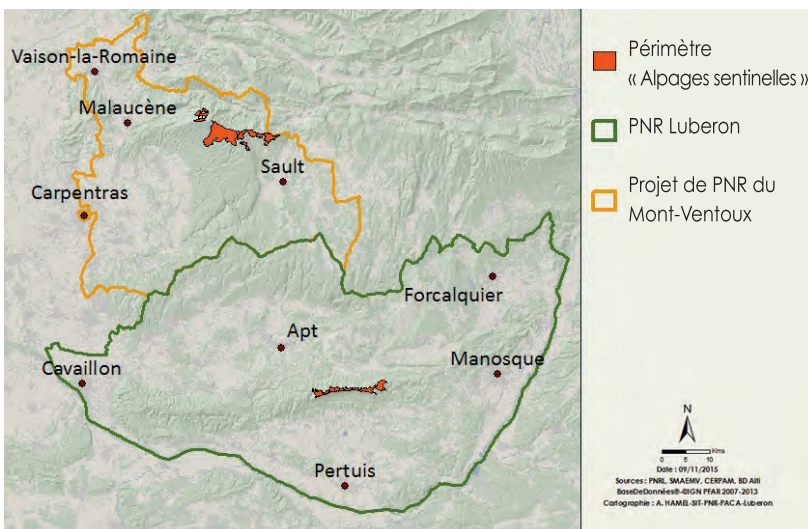 Vaison-la-Romaine
Malaucène
Sault
Carpentras
Forcalquier
Apt
Manosque
Cavaillon
Pertuis
Périmètre
« Alpages sentinelles »
PNR Luberon
Projet de PNR du
Mont-Ventoux
N
Kms
0 5 10
Date : 09/11/2015
Sources : PNRL, SMAEMV, CERPAM, BD Alti
BaseDeDonnées®-©IGN PFAR 2007-2013
Cartographie : A. HAMEL-SIT-PNR-PACA-Luberon